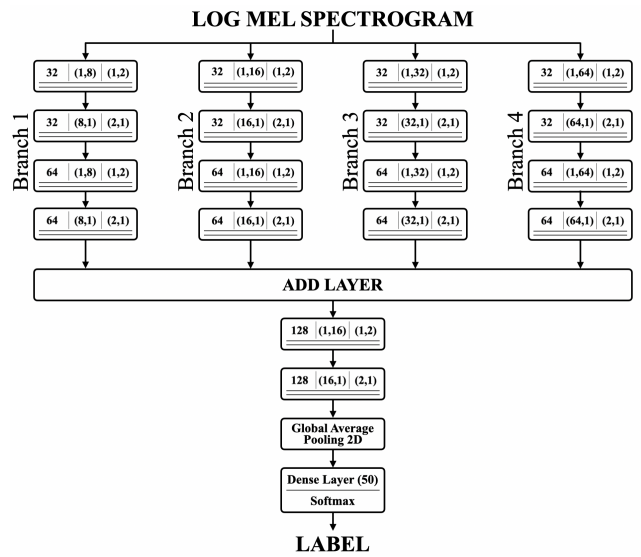 LOG MEL SPECTROGRAM
Branch 1
32 (1,8) (1,2)
32 (8,1) (2,1)
64 (1,8) (1,2)
64 (8,1) (2,1)
Branch 2
32 (1,16) (1,2)
32 (16,1) (2,1)
64 (1,16) (1,2)
64 (16,1) (2,1)
Branch 3
32 (1,32) (1,2)
32 (32,1) (2,1)
64 (1,32) (1,2)
64 (32,1) (2,1)
Branch 4
32 (1,64) (1,2)
32 (64,1) (2,1)
64 (1,64) (1,2)
64 (64,1) (2,1)
ADD LAYER
128 (1,16) (1,2)
128 (16,1) (2,1)
Global Average
Pooling 2D
Dense Layer (50)
Softmax
LABEL